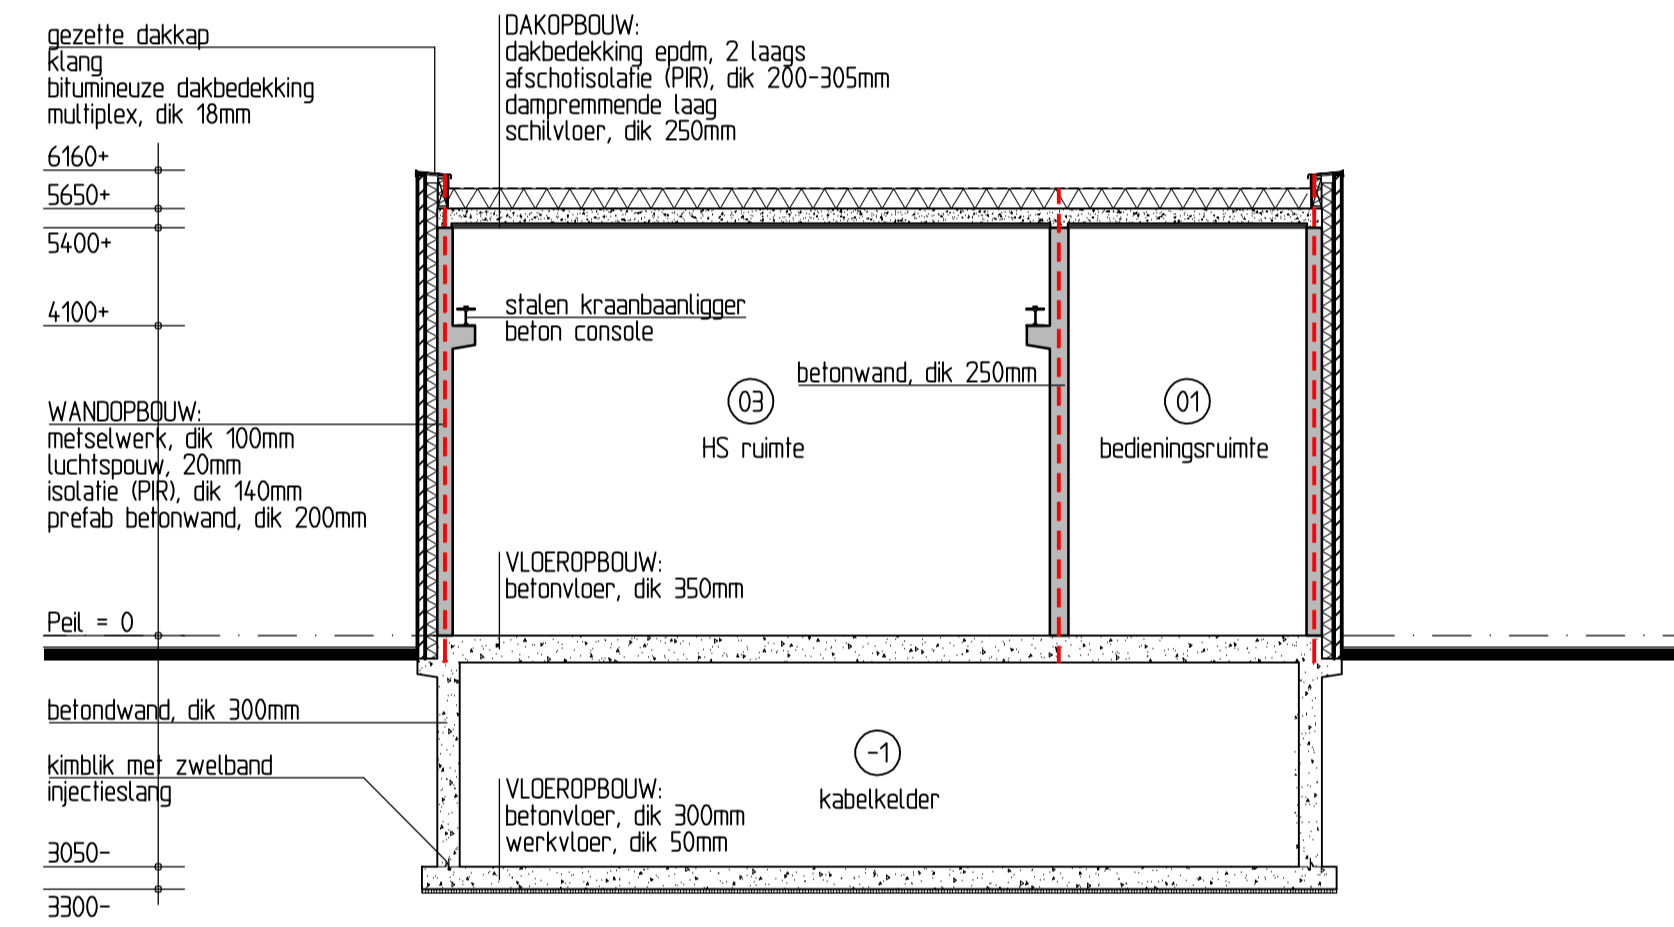 gezette dakkap
klang
bitumineuze dakbedekking
multiplex, dik 18mm
DAKOPBOUW:
dakbedekking epdm, 2 laags
afschotisolatie (PIR), dik 200-305mm
dampremmende laag
schilvloer, dik 250mm
6160+
5650+
5400+
4100+
stalen kraanbaanligger
beton console
betonwand, dik 250mm
03
HS ruimte
01
bedieningsruimte
WANDOPBOUW:
metselwerk, dik 100mm
luchtspouw, 20mm
isolatie (PIR), dik 140mm
prefab betonwand, dik 200mm
VLOEROPBOUW:
betonvloer, dik 350mm
Peil = 0
betondwand, dik 300mm
kimblik met zwelband
injectieslang
-1
kabelkelder
VLOEROPBOUW:
betonvloer, dik 300mm
werkvloer, dik 50mm
3050-
3300-